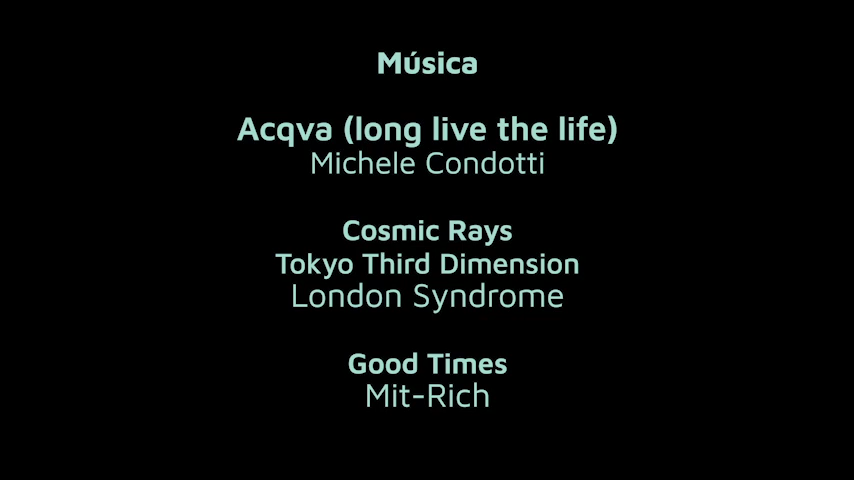 Música
Acqva (long live the life)
Michele Condotti
Cosmic Rays
Tokyo Third Dimension
London Syndrome
Good Times
Mit-Rich